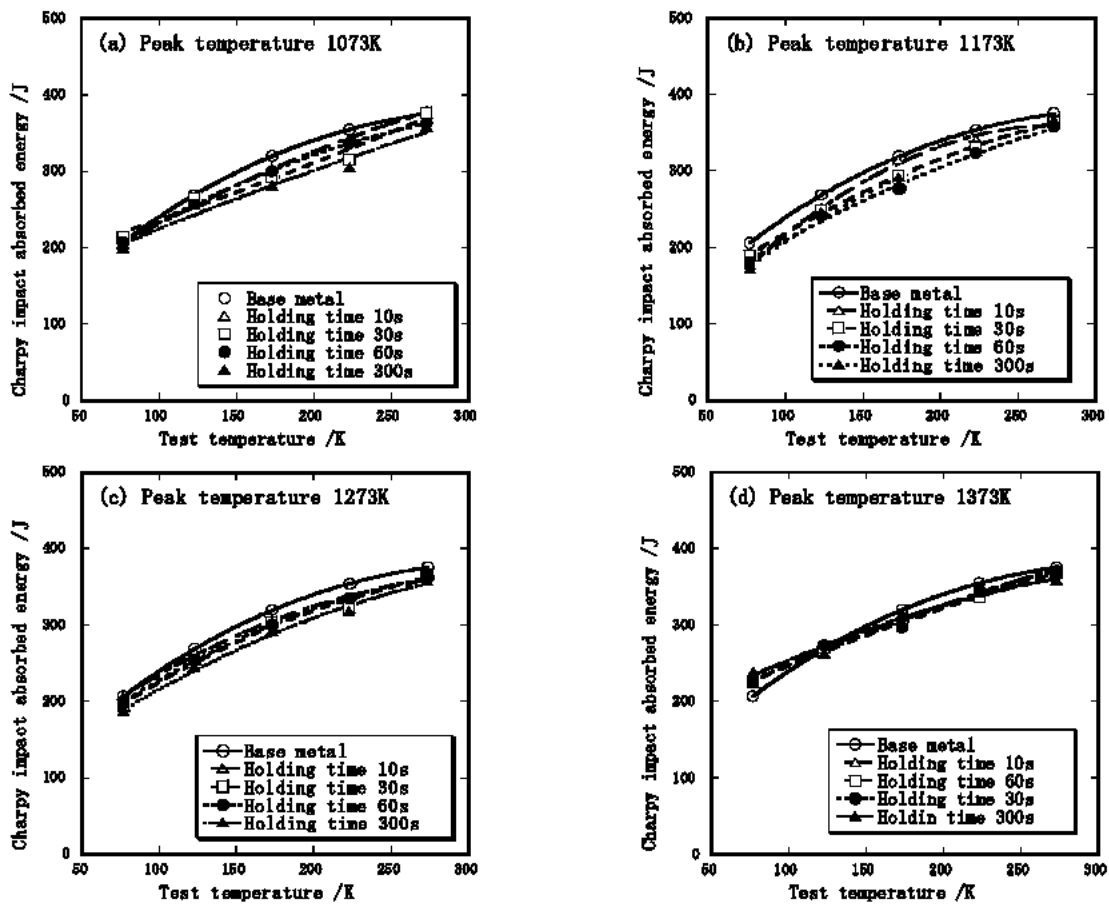 (a) Peak temperature 1073K
500
400
300
200
100
0
50
100
150
200
250
300
Charpy impact absorbed energy /J
Test temperature /K
Base metal
Holding time 10s
Holding time 30s
Holding time 60s
Holding time 300s
(b) Peak temperature 1173K
500
400
300
200
100
0
50
100
150
200
250
300
Charpy impact absorbed energy /J
Test temperature /K
Base metal
Holding time 10s
Holding time 30s
Holding time 60s
Holding time 300s
(c) Peak temperature 1273K
500
400
300
200
100
0
50
100
150
200
250
300
Charpy impact absorbed energy /J
Test temperature /K
Base metal
Holding time 10s
Holding time 30s
Holding time 60s
Holding time 300s
(d) Peak temperature 1373K
500
400
300
200
100
0
50
100
150
200
250
300
Charpy impact absorbed energy /J
Test temperature /K
Base metal
Holding time 10s
Holding time 60s
Holding time 30s
Holdin time 300s